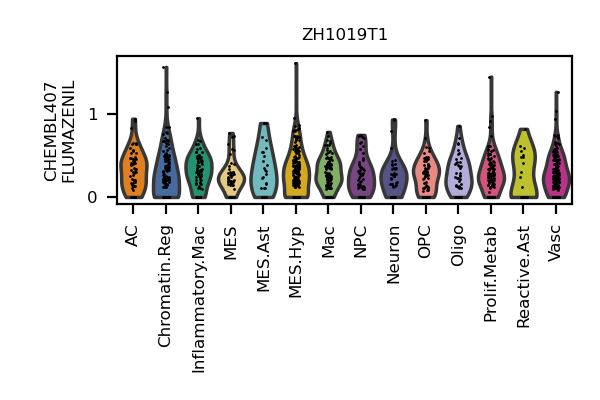 ZH1019T1
CHEMBL407
FLUMAZENIL
1
0
AC
Chromatin.Reg
Inflammatory.Mac
MES
MES.Ast
MES.Hyp
Mac
NPC
Neuron
OPC
Oligo
Prolif.Metab
Reactive.Ast
Vasc